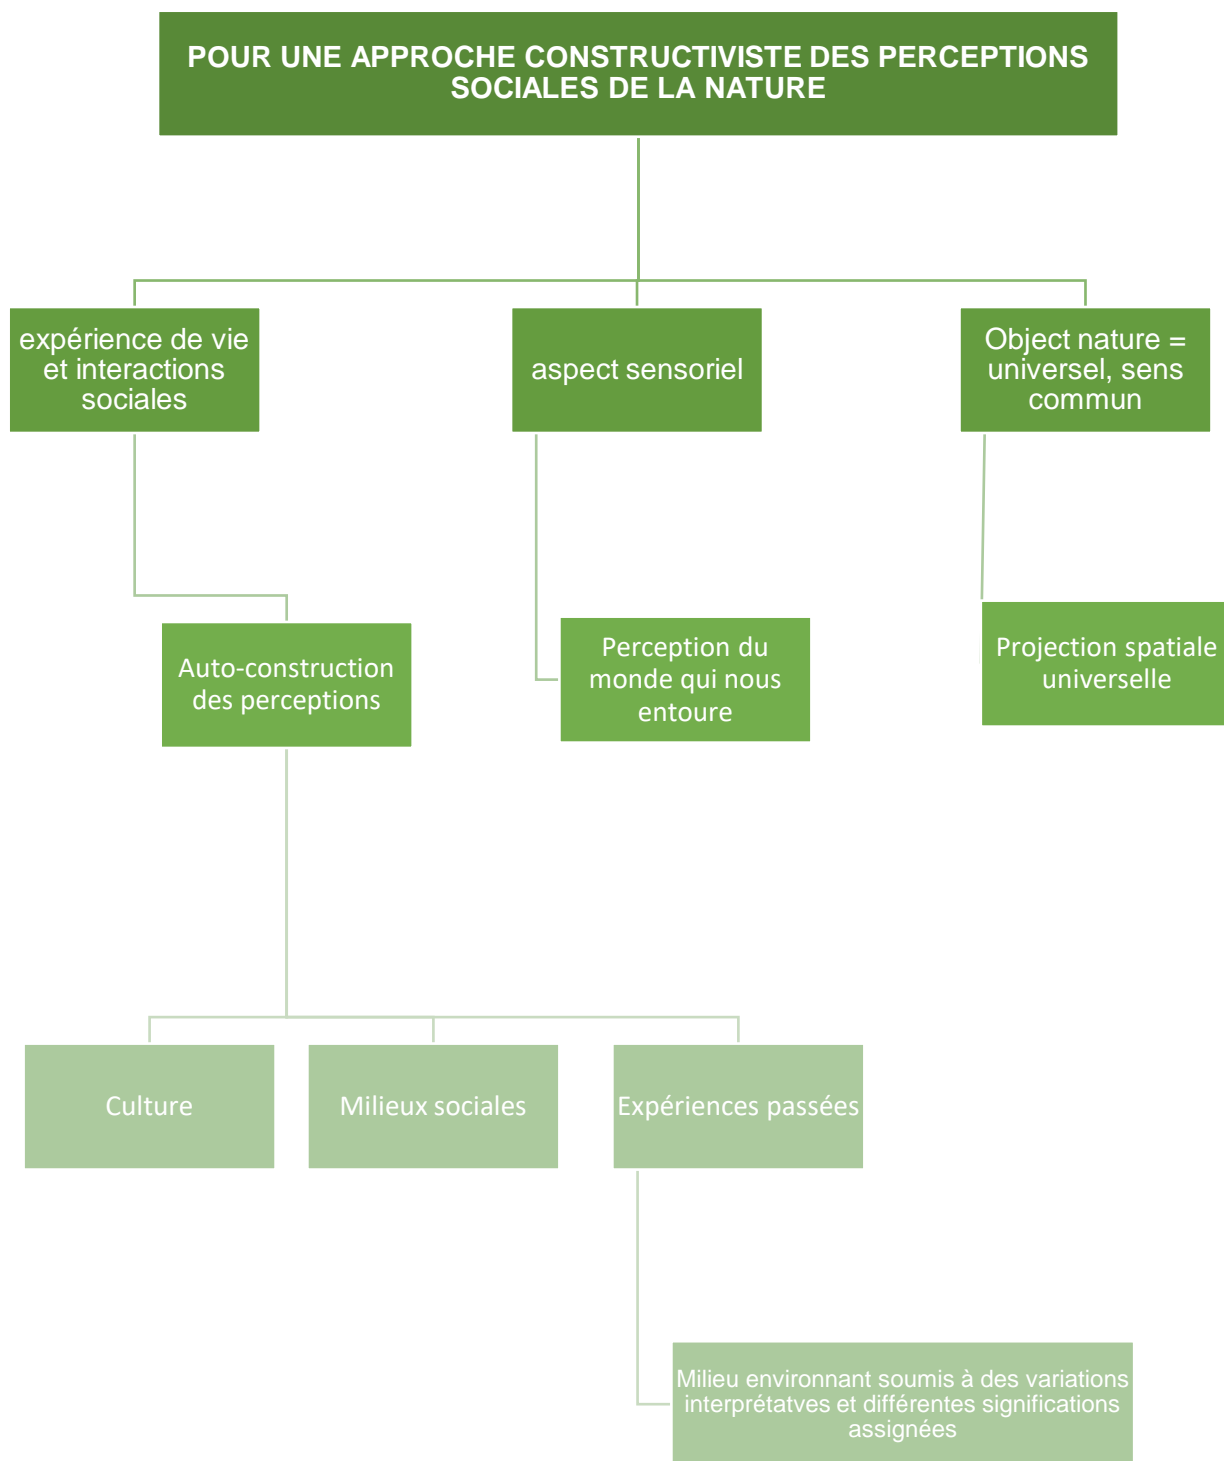 POUR UNE APPROCHE CONSTRUCTIVISTE DES PERCEPTIONS
SOCIALES DE LA NATURE
expérience de vie
et interactions
sociales
aspect sensoriel
Object nature =
universel, sens
commun
Auto-construction
des perceptions
Perception du
monde qui nous
entoure
Projection spatiale
universelle
Culture
Milieux sociales
Expériences passées
Milieu environnant soumis à des variations
interprétatves et différentes significations
assignées